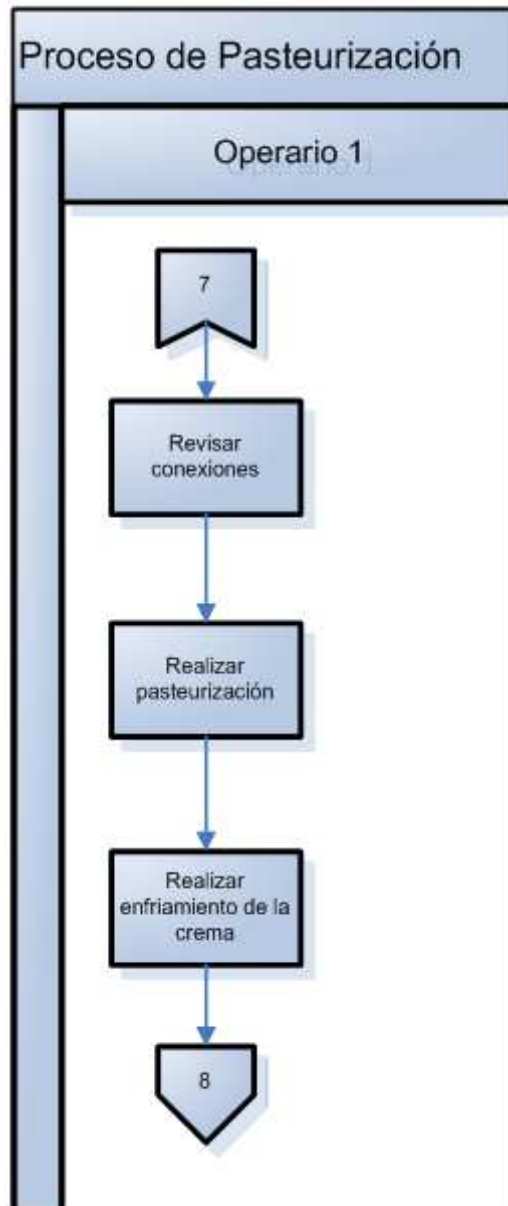 Proceso de Pasteurización
Operario 1
7
Revisar
conexiones
Realizar
pasteurización
Realizar
enfriamiento de la
crema
8